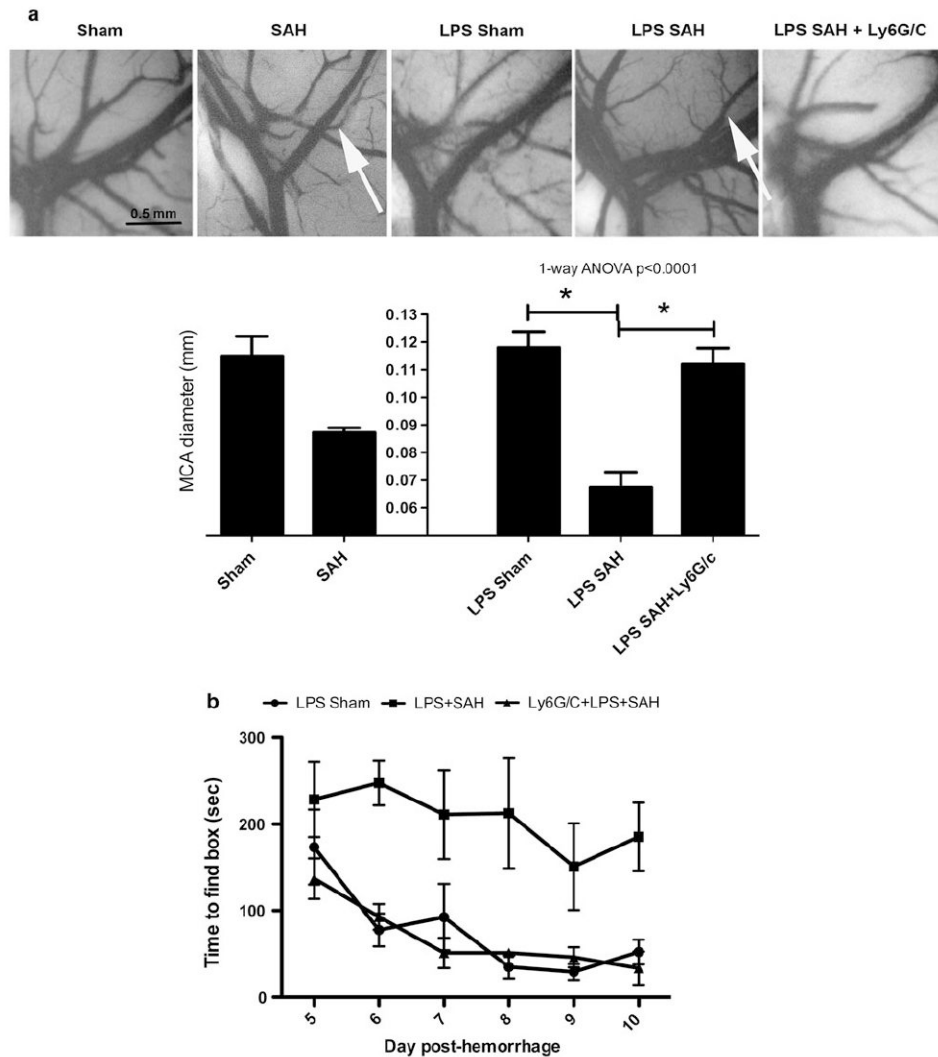 a
Sham SAH LPS Sham LPS SAH LPS SAH + Ly6G/C
0.5 mm
1-way ANOVA p<0.0001
* *
MCA diameter (mm)
0.13
0.12
0.11
0.10
0.09
0.08
0.07
0.06
Sham SAH LPS Sham LPS SAH LPS SAH+Ly6G/c
b
LPS Sham LPS+SAH Ly6G/C+LPS+SAH
Time to find box (sec)
300
200
100
0
5 6 7 8 9 10
Day post-hemorrhage